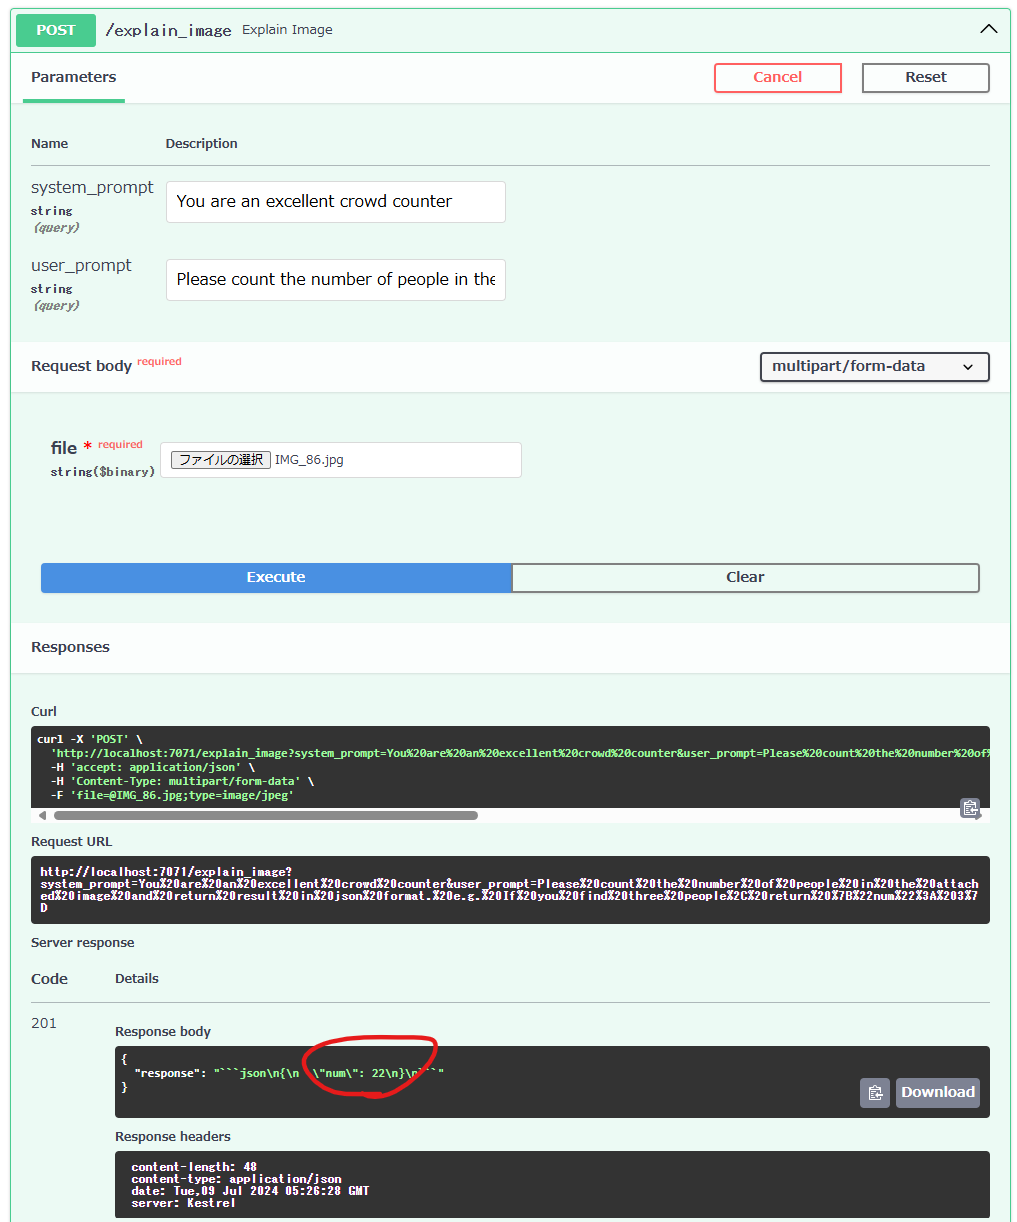 POST /explain_image Explain Image
Parameters
Cancel
Reset
Name Description
system_prompt
string
(query)
You are an excellent crowd counter
user_prompt
string
(query)
Please count the number of people in the
Request body required
multipart/form-data
file * required
string($binary)
ファイルの選択 IMG_86.jpg
Execute
Clear
Responses
Curl
curl -X 'POST' \
'http://localhost:7071/explain_image?system_prompt=You%20are%20an%20excellent%20crowd%20counter&user_prompt=Please%20count%20the%20number%20of%
-H 'accept: application/json' \
-H 'Content-Type: multipart/form-data' \
-F 'file=@IMG_86.jpg;type=image/jpeg'
Request URL
http://localhost:7071/explain_image?
system_prompt=You%20are%20an%20excellent%20crowd%20counter&user_prompt=Please%20count%20the%20number%20of%20people%20in%20the%20attach
ed%20image%20and%20return%20result%20in%20json%20format.%20e.g.%20If%20you%20find%20three%20people%2C%20return%20%7B%22num%22%3A%203%7
D
Server response
Code Details
201
Response body
{
"response": "```json\n{\n \"num\": 22\n}\n```"
}
Download
Response headers
content-length: 48
content-type: application/json
date: Tue,09 Jul 2024 05:26:28 GMT
server: Kestrel